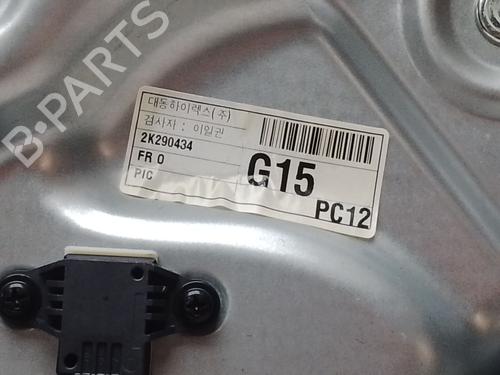 B-PARTS
대동하이렉스(주)
검사자 : 이일권
2K290434
FR O
PIC
G15
PC12